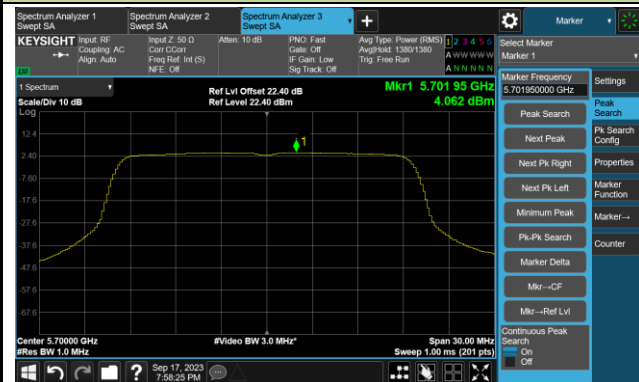 Spectrum Analyzer 1
Swept SA
Spectrum Analyzer 2
Swept SA
Spectrum Analyzer 3
Swept SA
Marker
KEYSIGHT
Input: RF
Coupling: AC
Align: Auto
Input Z: 50 Ω
Corr CCorr
Freq Ref: Int (S)
NFE: Off
Atten: 10 dB
PNO: Fast
Gate: Off
IF Gain: Low
Sig Track: Off
Avg Type: Power (RMS)
Avg|Hold: 1380/1380
Trig: Free Run
1 2 3 4 5 6
A W W W W W
A N N N N N
LXI
Select Marker
Marker 1
1 Spectrum
Scale/Div 10 dB
Log
Ref Lvl Offset 22.40 dB
Ref Level 22.40 dBm
Mkr1 5.701 95 GHz
4.062 dBm
12.4
2.40
-7.60
-17.6
-27.6
-37.6
-47.6
-57.6
-67.6
1
Center 5.70000 GHz
#Res BW 1.0 MHz
#Video BW 3.0 MHz*
Span 30.00 MHz
Sweep 1.00 ms (201 pts)
Marker Frequency
5.701950000 GHz
Peak Search
Next Peak
Next Pk Right
Next Pk Left
Minimum Peak
Pk-Pk Search
Marker Delta
Mkr→CF
Mkr→Ref Lvl
Continuous Peak
Search
On
Off
Settings
Peak
Search
Pk Search
Config
Properties
Marker
Function
Marker→
Counter
Sep 17, 2023
7:58:25 PM